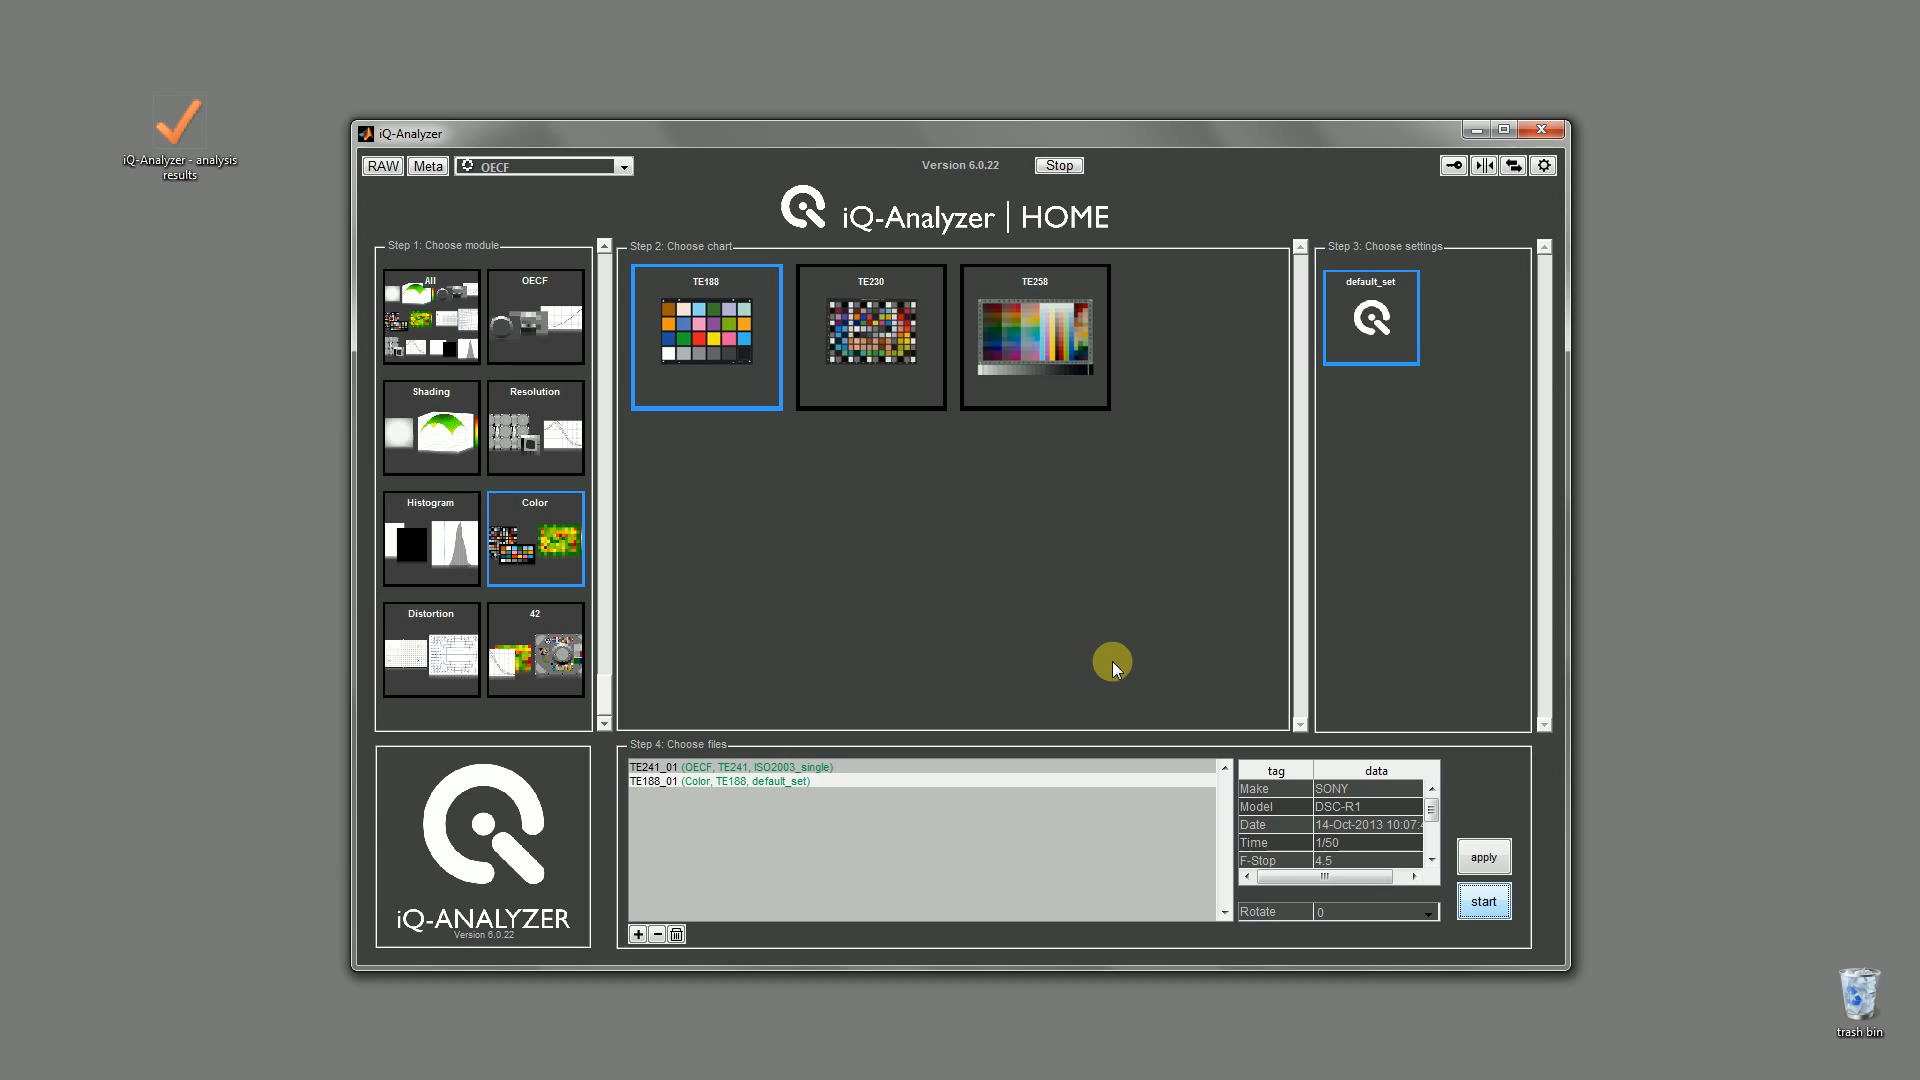 iQ-Analyzer - analysis
results
iQ-Analyzer
RAW
Meta
OECF
Version 6.0.22
Stop
iQ-Analyzer | HOME
Step 1: Choose module
All
OECF
Shading
Resolution
Histogram
Color
Distortion
42
Step 2: Choose chart
TE188
TE230
TE258
Step 3: Choose settings
default_set
iQ-ANALYZER
Version 6.0.22
Step 4: Choose files
TE241_01 (OECF, TE241, ISO2003_single)
TE188_01 (Color, TE188, default_set)
tag data
Make SONY
Model DSC-R1
Date 14-Oct-2013 10:07:4
Time 1/50
F-Stop 4.5
Rotate 0
apply
start
trash bin